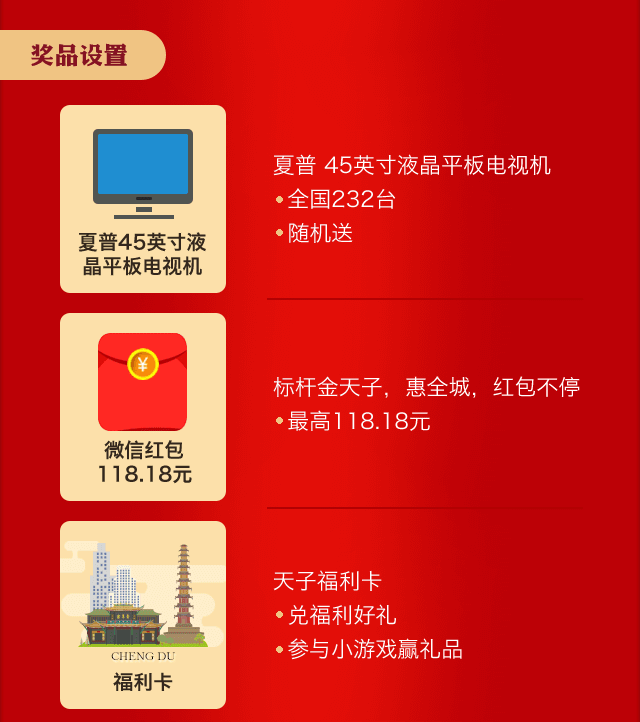 奖品设置
夏普45英寸液
晶平板电视机
夏普 45英寸液晶平板电视机
全国232台
随机送
¥
微信红包
118.18元
标杆金天子，惠全城，红包不停
最高118.18元
CHENG DU
福利卡
天子福利卡
兑福利好礼
参与小游戏赢礼品